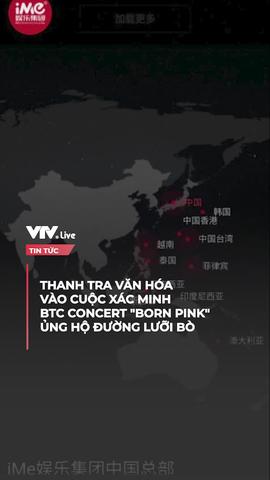 iMe
娱乐集团
加载更多
中国
韩国
中国香港
中国台湾
越南
泰国
菲律宾
印度尼西亚
澳大利亚
VTV Live
TIN TỨC
THANH TRA VĂN HÓA
VÀO CUỘC XÁC MINH
BTC CONCERT "BORN PINK"
ỦNG HỘ ĐƯỜNG LƯỠI BÒ
iMe娱乐集团中国总部